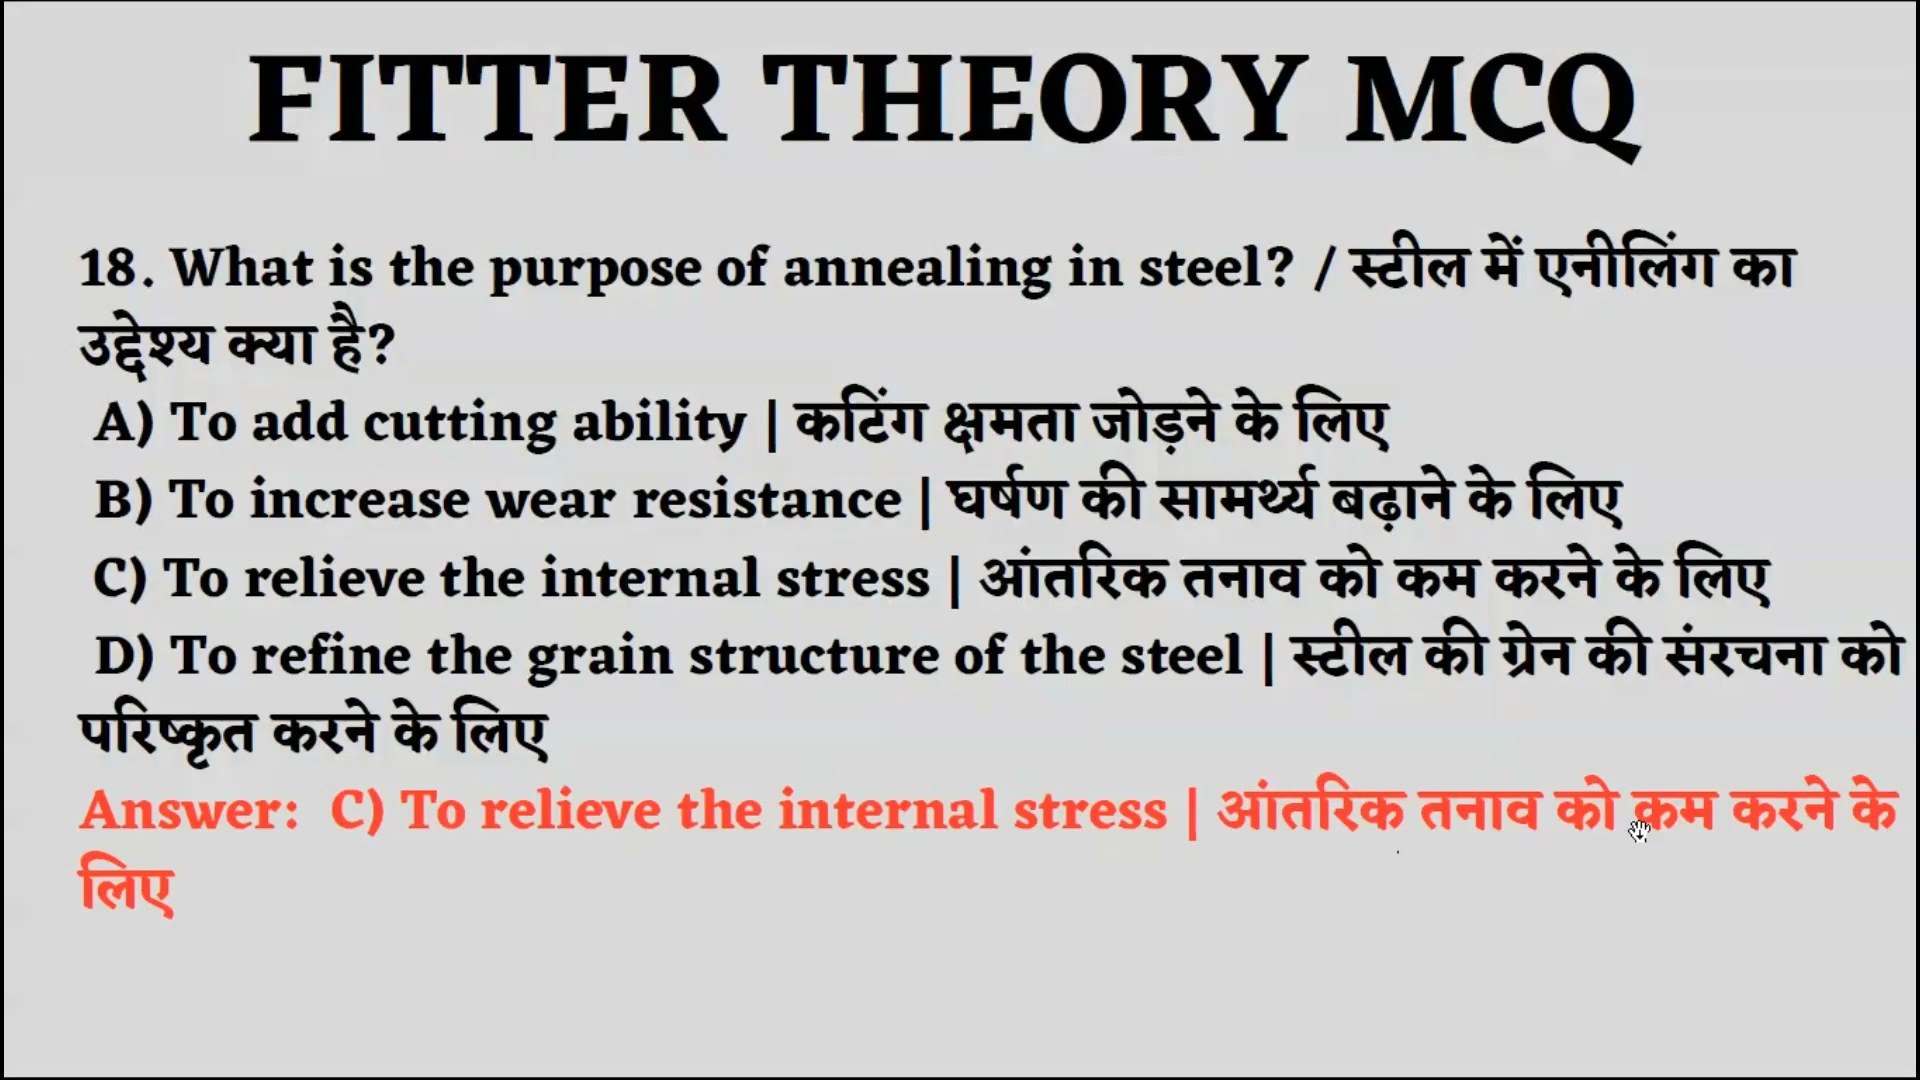 FITTER THEORY MCQ
18. What is the purpose of annealing in steel? / स्टील में एनीलिंग का
उद्देश्य क्या है?
A) To add cutting ability | कटिंग क्षमता जोड़ने के लिए
B) To increase wear resistance | घर्षण की सामर्थ्य बढ़ाने के लिए
C) To relieve the internal stress | आंतरिक तनाव को कम करने के लिए
D) To refine the grain structure of the steel | स्टील की ग्रेन की संरचना को
परिष्कृत करने के लिए
Answer: C) To relieve the internal stress | आंतरिक तनाव को कम करने के
लिए